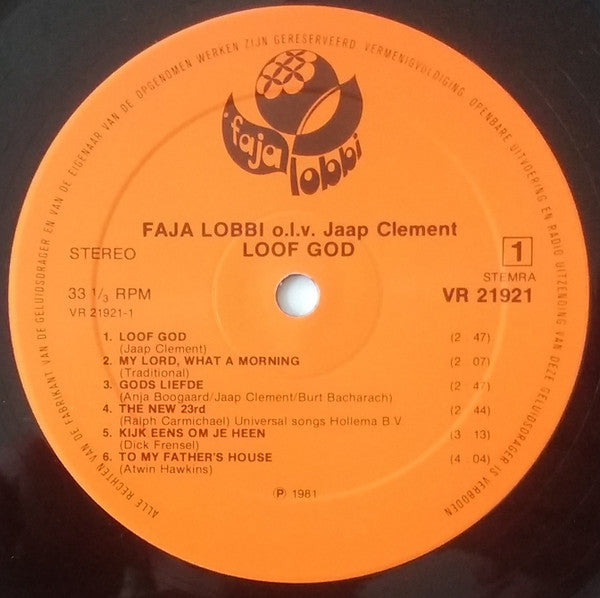 ALLE RECHTEN VAN DE FABRIKANT VAN DE GELUIDSDRAGER EN VAN DE EIGENAAR VAN DE OPGENOMEN WERKEN ZIJN GERESERVEERD. VERMENIGVULDIGING, OPENBARE UITVOERING EN RADIO UITZENDING VAN DEZE GELUIDSDRAGER IS VERBODEN
faja
lobbi
FAJA LOBBI o.l.v. Jaap Clement
LOOF GOD
STEREO
1
STEMRA
33 1/3 RPM
VR 21921
VR 21921-1
1. LOOF GOD (2 47)
(Jaap Clement)
2. MY LORD, WHAT A MORNING (2 07)
(Traditional)
3. GODS LIEFDE (2 47)
(Anja Boogaard/Jaap Clement/Burt Bacharach)
4. THE NEW 23rd (2 44)
(Ralph Carmichael) Universal songs Hollema B.V.
5. KIJK EENS OM JE HEEN (3 13)
(Dick Frensel)
6. TO MY FATHER'S HOUSE (4 04)
(Atwin Hawkins)
Ⓟ 1981